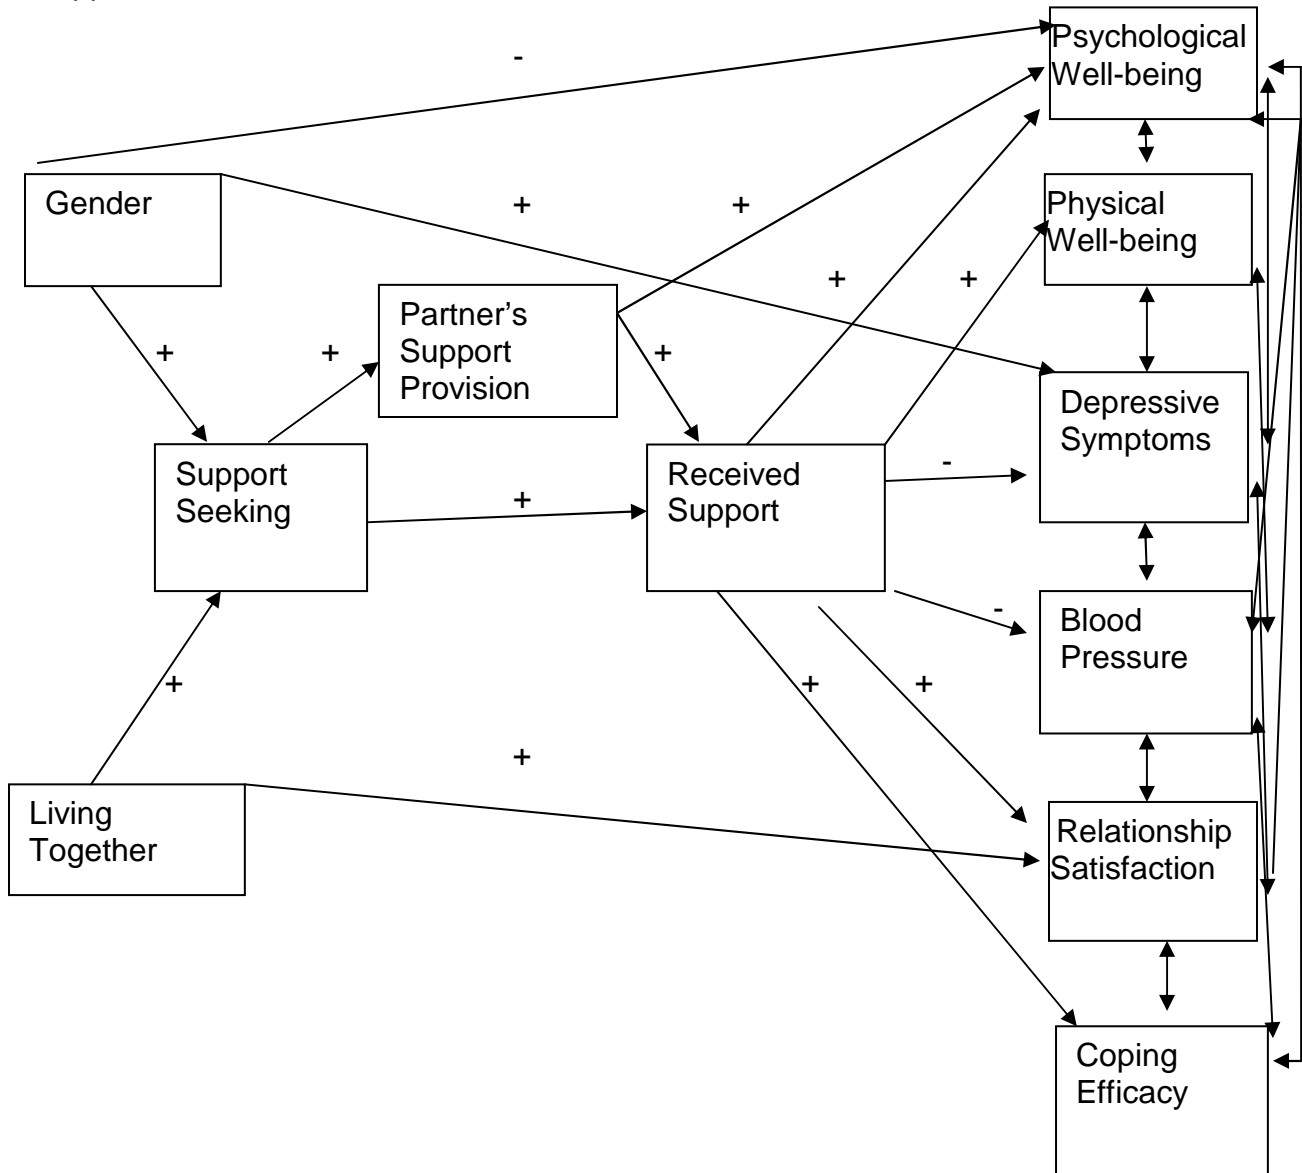 Psychological
Well-being
-
Gender
+
+
Physical
Well-being
+
+
Partner's
Support
Provision
+
+
+
Depressive
Symptoms
Support
Seeking
+
Received
Support
-
Blood
Pressure
-
+
+
+
+
Living
Together
Relationship
Satisfaction
Coping
Efficacy